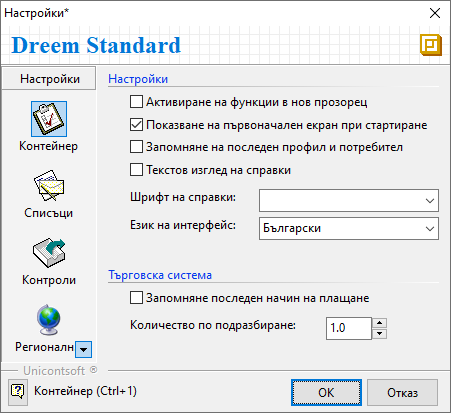 Настройки*
Dreem Standard
Настройки
Контейнер
Списъци
Контроли
Регионалн
Настройки
Активиране на функции в нов прозорец
Показване на първоначален екран при стартиране
Запомняне на последен профил и потребител
Текстов изглед на справки
Шрифт на справки:
Език на интерфейс: Български
Търговска система
Запомняне последен начин на плащане
Количество по подразбиране: 1.0
Unicontsoft ®
? Контейнер (Ctrl+1)
OK Отказ